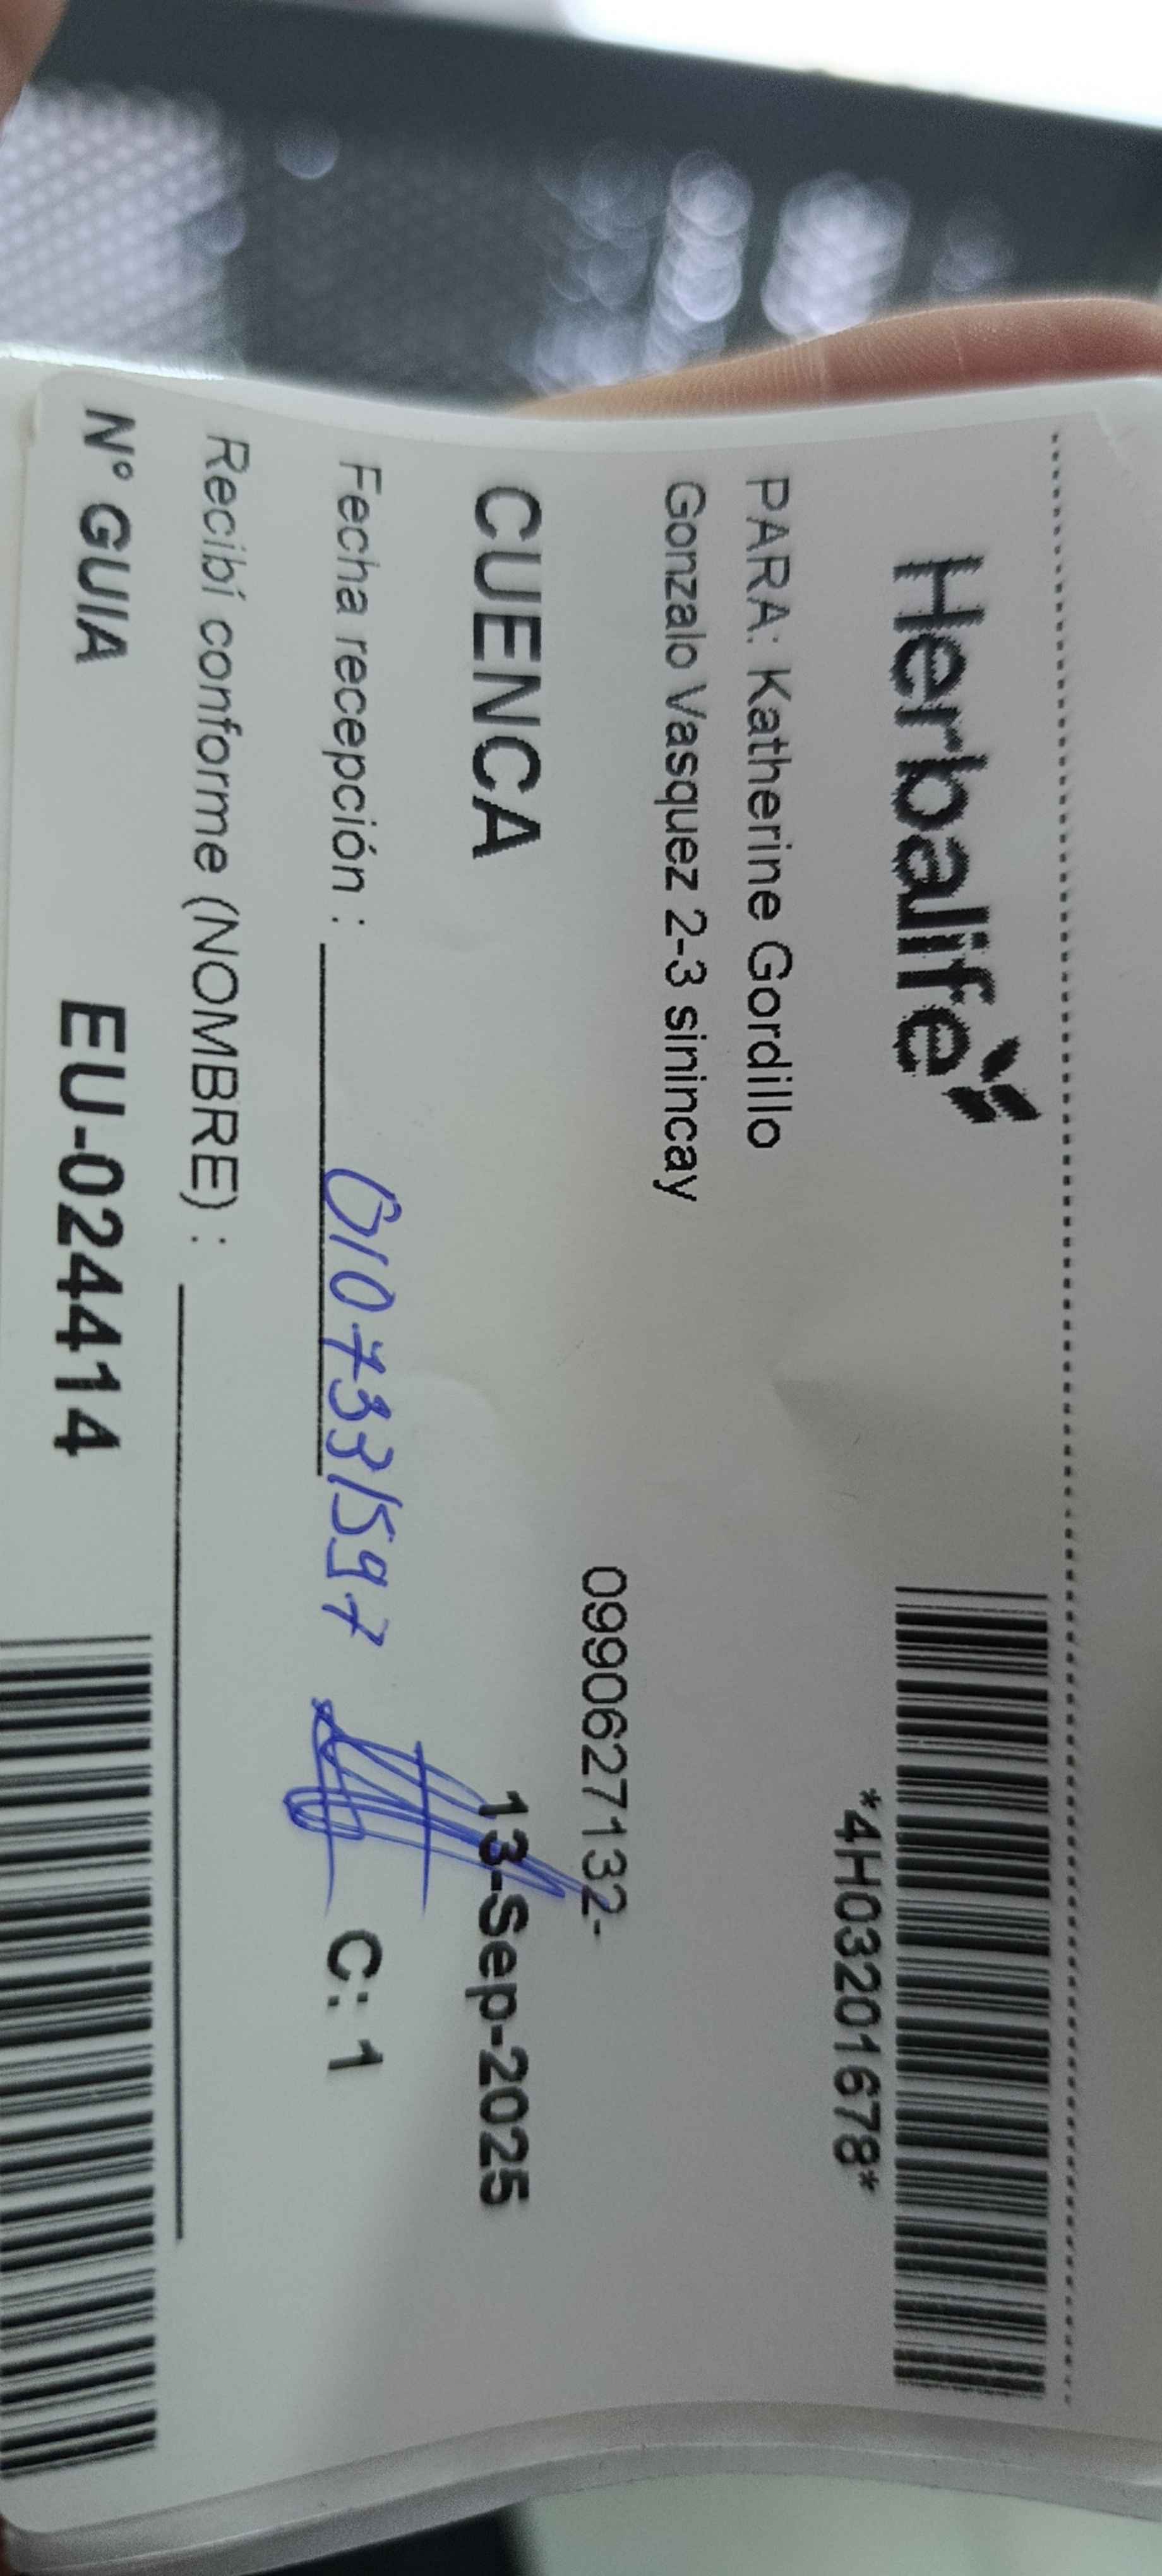 Herbalife
*4H03201678*
PARA: Katherine Gordillo
Gonzalo Vasquez 2-3 sinincay
0990627132-
CUENCA 13-Sep-2025
Fecha recepción : 0107331597 C: 1
Recibí conforme (NOMBRE) :
N° GUIA EU-024414